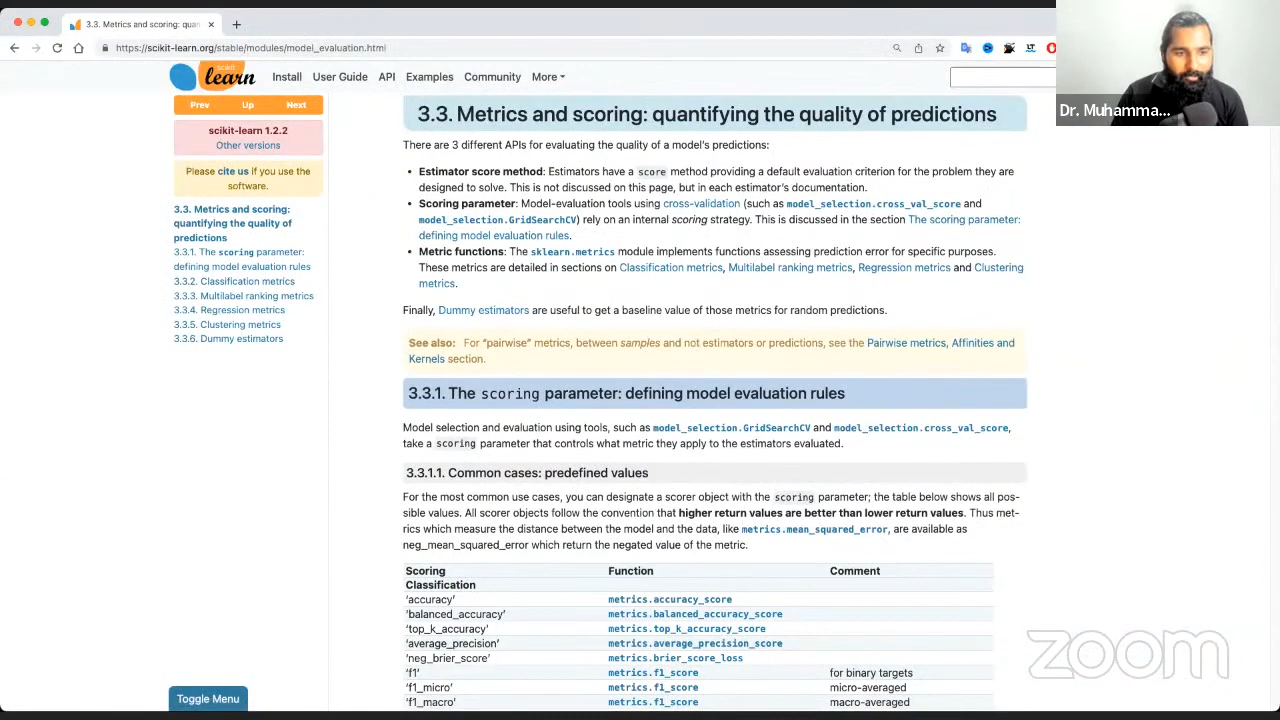 3.3. Metrics and scoring: quan
https://scikit-learn.org/stable/modules/model_evaluation.html
Dr. Muhamma...
scikit
learn
Install User Guide API Examples Community More
Prev Up Next
scikit-learn 1.2.2
Other versions
Please cite us if you use the
software.
3.3. Metrics and scoring:
quantifying the quality of
predictions
3.3.1. The scoring parameter:
defining model evaluation rules
3.3.2. Classification metrics
3.3.3. Multilabel ranking metrics
3.3.4. Regression metrics
3.3.5. Clustering metrics
3.3.6. Dummy estimators
Toggle Menu
3.3. Metrics and scoring: quantifying the quality of predictions
There are 3 different APIs for evaluating the quality of a model's predictions:
• Estimator score method: Estimators have a score method providing a default evaluation criterion for the problem they are
designed to solve. This is not discussed on this page, but in each estimator's documentation.
• Scoring parameter: Model-evaluation tools using cross-validation (such as model_selection.cross_val_score and
model_selection.GridSearchCV) rely on an internal scoring strategy. This is discussed in the section The scoring parameter:
defining model evaluation rules.
• Metric functions: The sklearn.metrics module implements functions assessing prediction error for specific purposes.
These metrics are detailed in sections on Classification metrics, Multilabel ranking metrics, Regression metrics and Clustering
metrics.
Finally, Dummy estimators are useful to get a baseline value of those metrics for random predictions.
See also: For “pairwise” metrics, between samples and not estimators or predictions, see the Pairwise metrics, Affinities and
Kernels section.
3.3.1. The scoring parameter: defining model evaluation rules
Model selection and evaluation using tools, such as model_selection.GridSearchCV and model_selection.cross_val_score,
take a scoring parameter that controls what metric they apply to the estimators evaluated.
3.3.1.1. Common cases: predefined values
For the most common use cases, you can designate a scorer object with the scoring parameter; the table below shows all pos-
sible values. All scorer objects follow the convention that higher return values are better than lower return values. Thus met-
rics which measure the distance between the model and the data, like metrics.mean_squared_error, are available as
neg_mean_squared_error which return the negated value of the metric.
Scoring Function Comment
Classification
‘accuracy’ metrics.accuracy_score
‘balanced_accuracy’ metrics.balanced_accuracy_score
‘top_k_accuracy’ metrics.top_k_accuracy_score
‘average_precision’ metrics.average_precision_score
‘neg_brier_score’ metrics.brier_score_loss
‘f1’ metrics.f1_score for binary targets
‘f1_micro’ metrics.f1_score micro-averaged
‘f1_macro’ metrics.f1_score macro-averaged
zoom